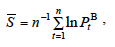 S̅ = n⁻¹ ∑ₜ₌₁ⁿ ln Pₜᴮ ,